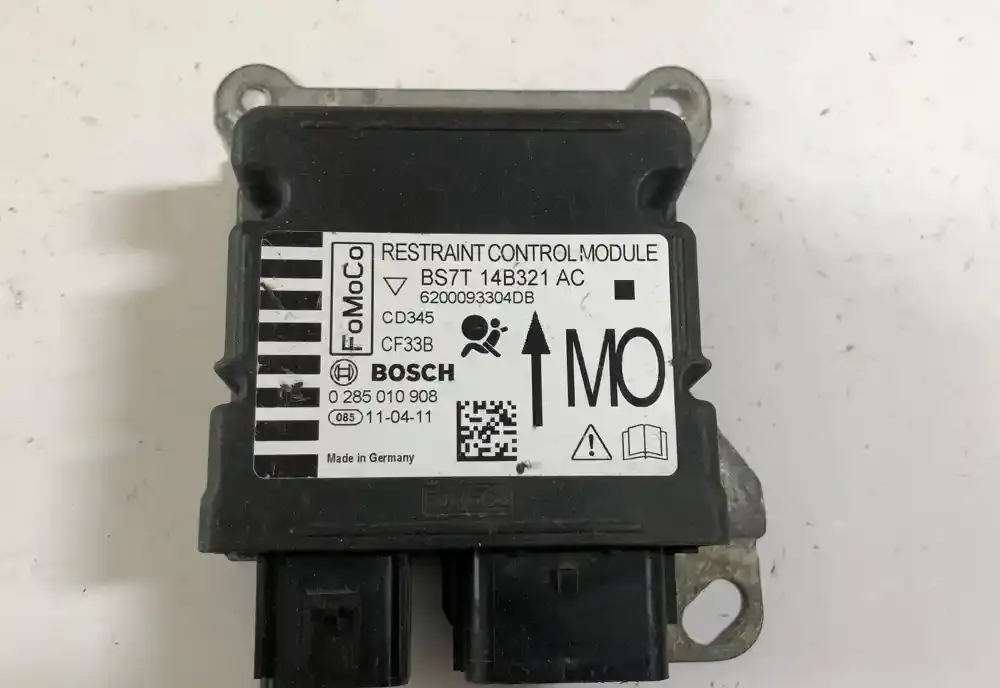 FoMoCo
RESTRAINT CONTROL MODULE
BS7T 14B321 AC
6200093304DB
CD345
CF33B
MO
BOSCH
0 285 010 908
085 11-04-11
Made in Germany
FoMoCo